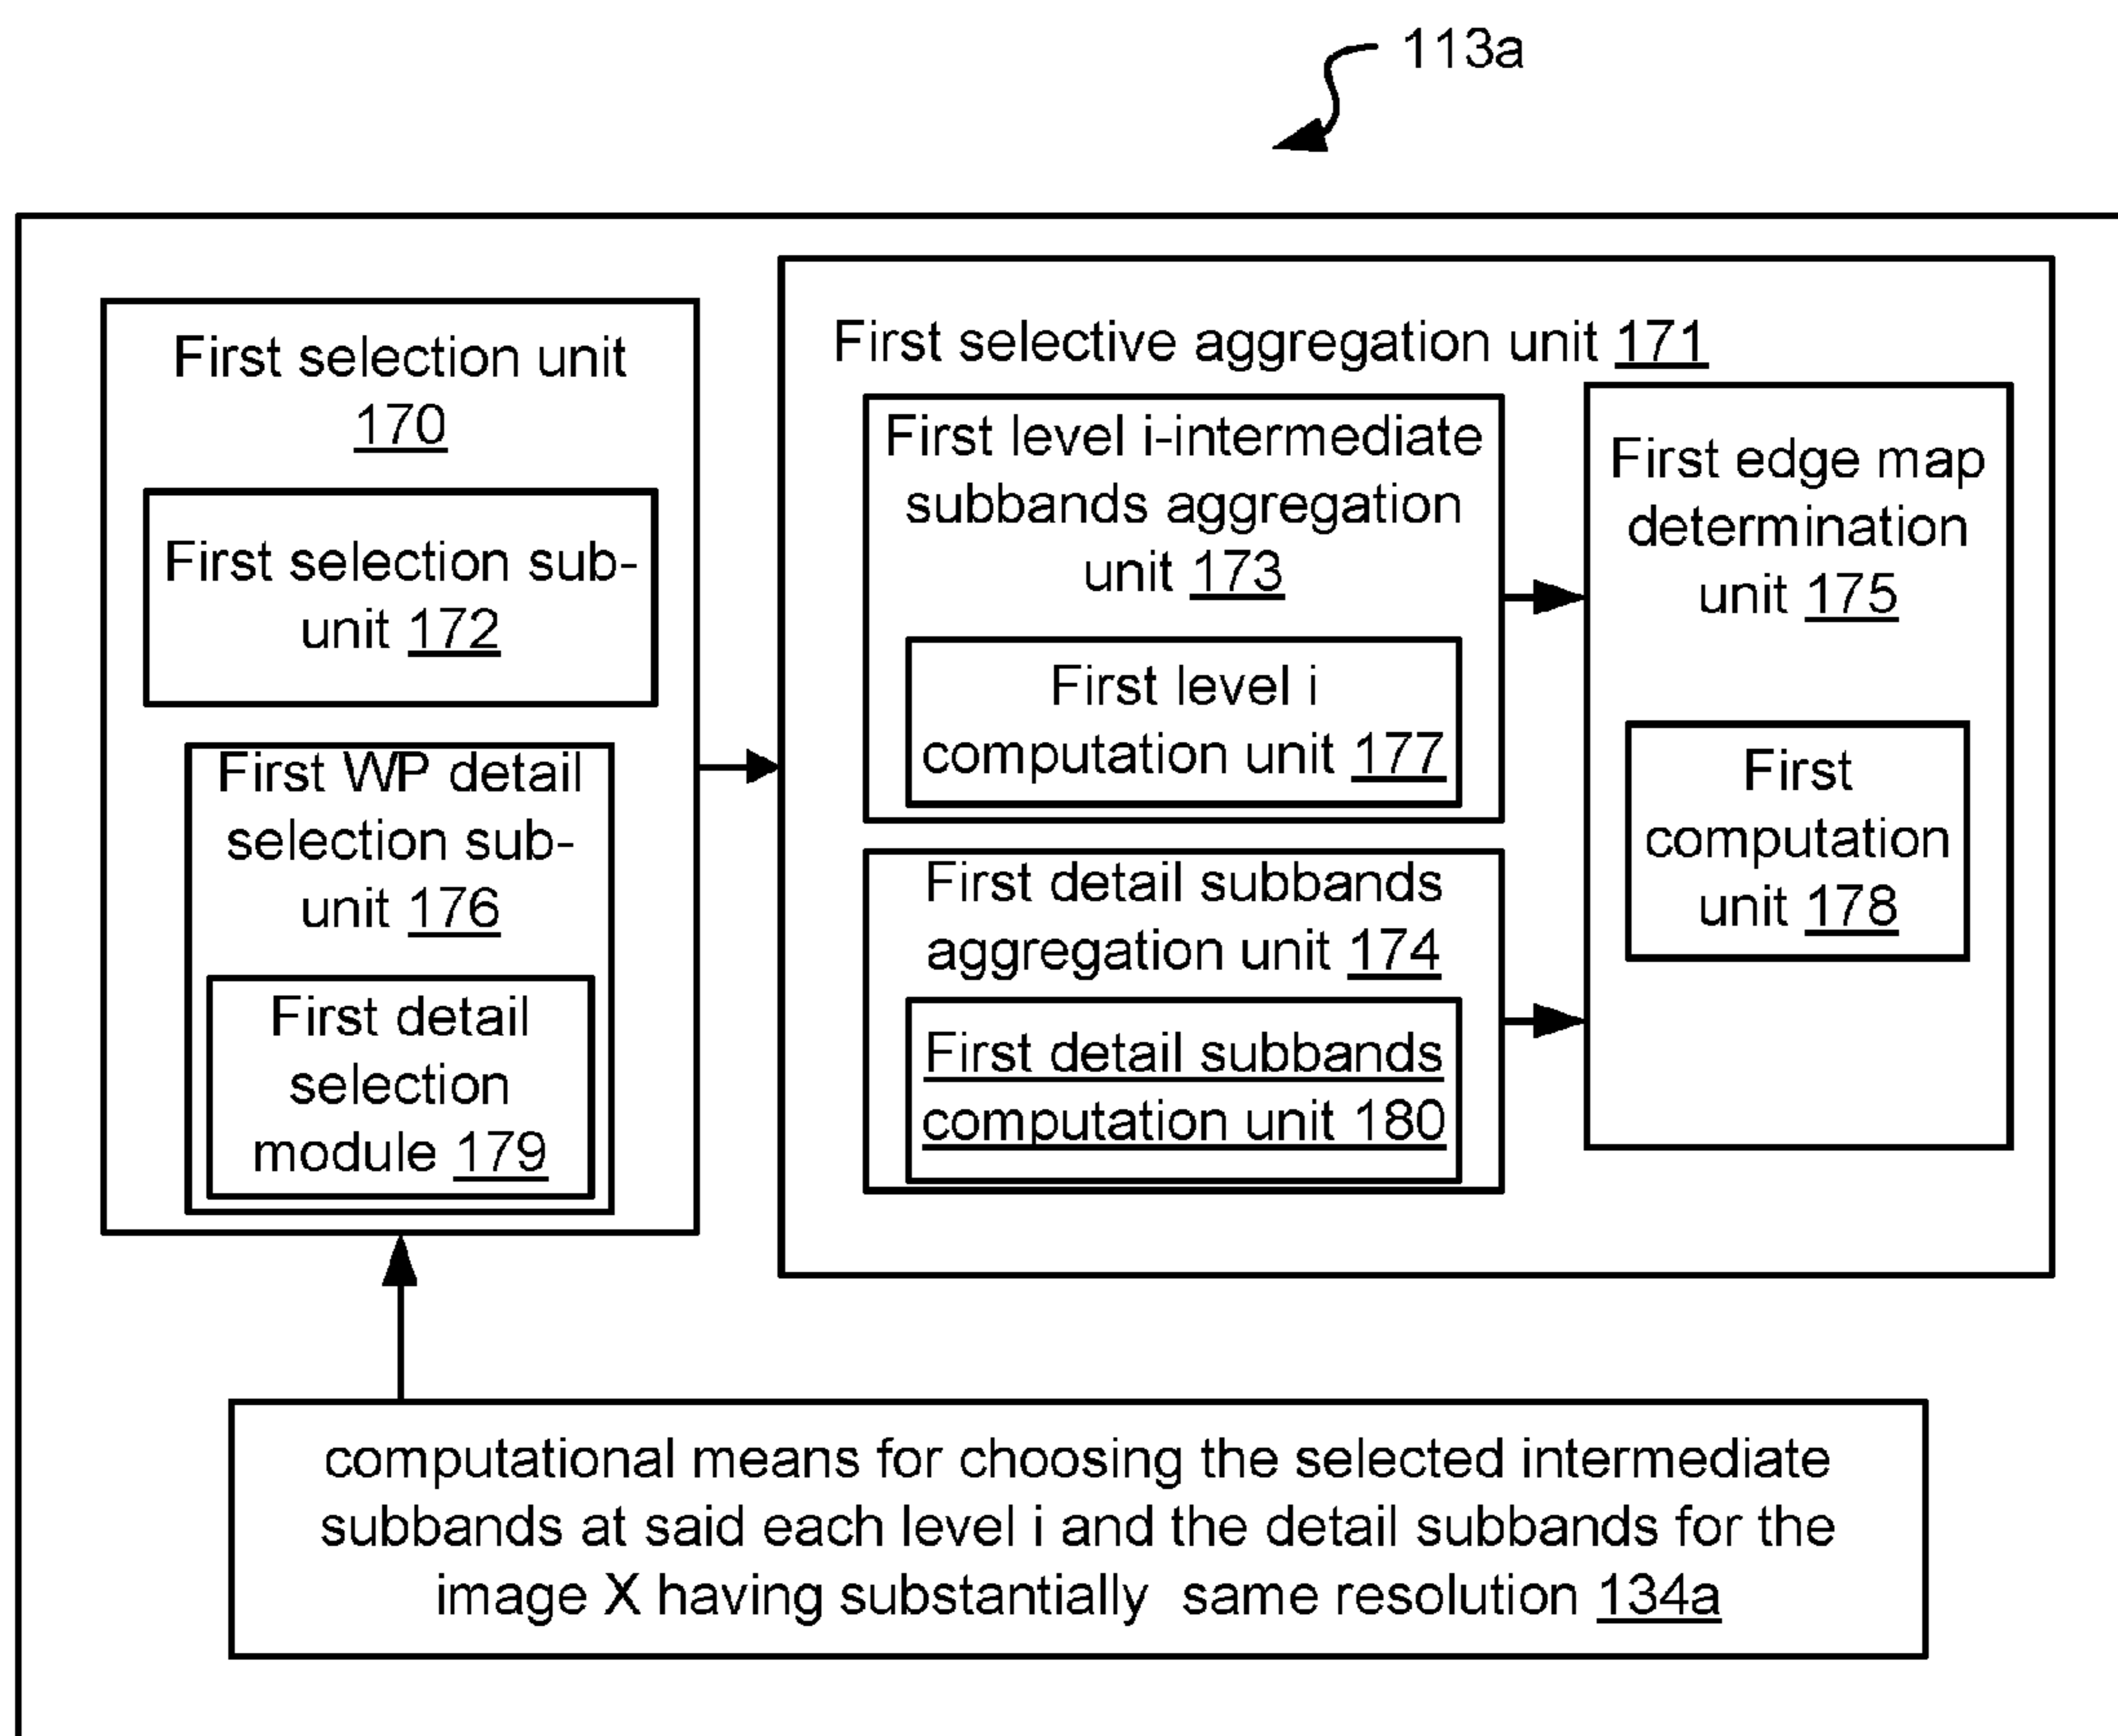 113a
First selection unit
170
First selection sub-
unit 172
First WP detail
selection sub-
unit 176
First detail
selection
module 179
First selective aggregation unit 171
First level i-intermediate
subbands aggregation
unit 173
First level i
computation unit 177
First detail subbands
aggregation unit 174
First detail subbands
computation unit 180
First edge map
determination
unit 175
First
computation
unit 178
computational means for choosing the selected intermediate
subbands at said each level i and the detail subbands for the
image X having substantially same resolution 134a